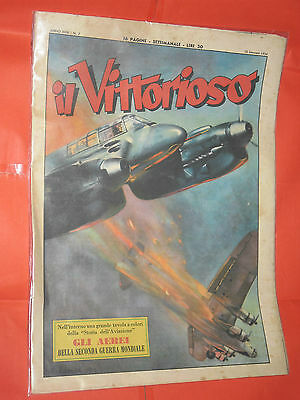 16 PAGINE - SETTIMANALE - LIRE 30
il Vittorioso
Nell'interno una grande tavola a colori
della "Storia dell'Aviazione"
GLI AEREI
DELLA SECONDA GUERRA MONDIALE